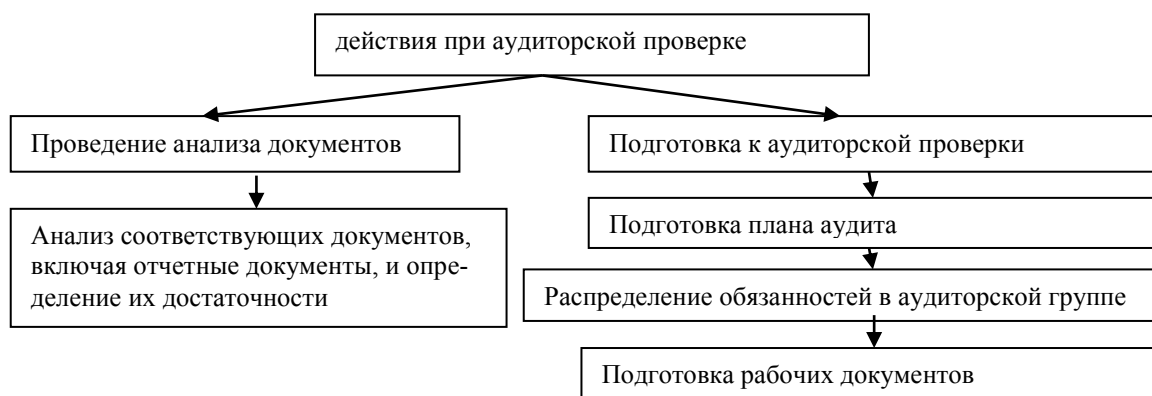 действия при аудиторской проверке
Проведение анализа документов
Анализ соответствующих документов,
включая отчетные документы, и опре-
деление их достаточности
Подготовка к аудиторской проверки
Подготовка плана аудита
Распределение обязанностей в аудиторской группе
Подготовка рабочих документов